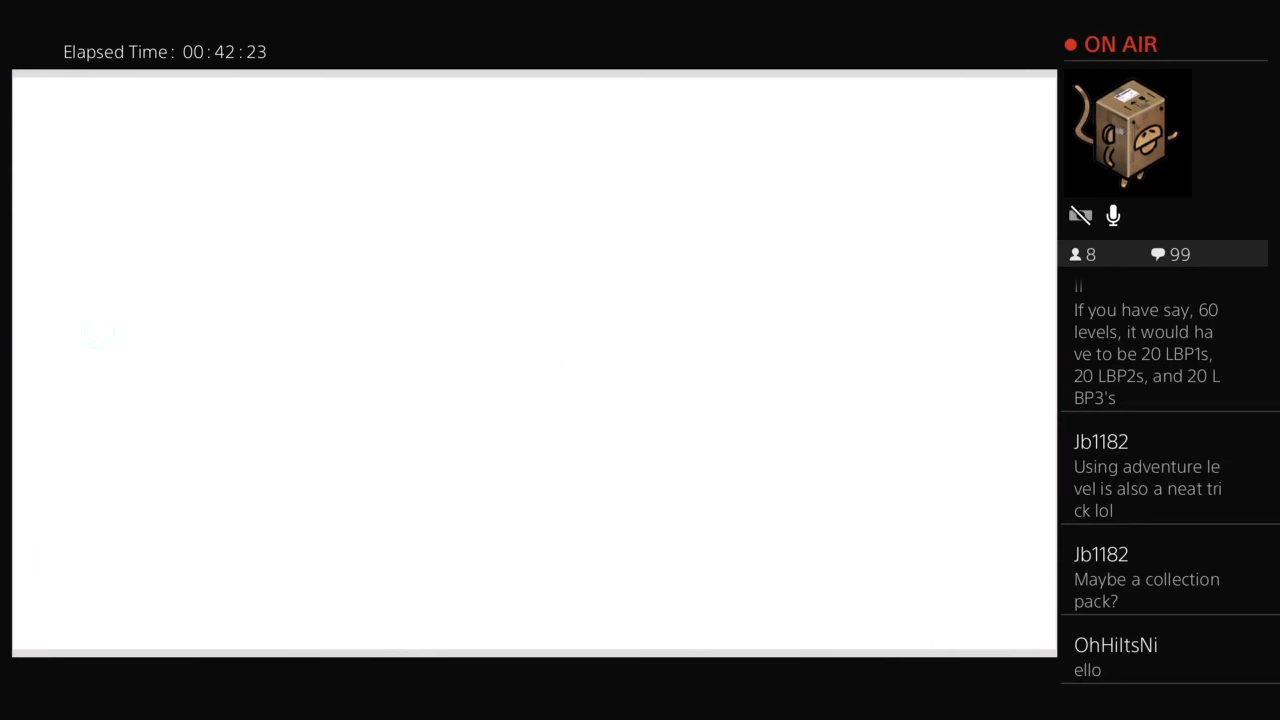 Elapsed Time: 00:42:23
ON AIR
8 99
If you have say, 60
levels, it would ha
ve to be 20 LBP1s,
20 LBP2s, and 20 L
BP3's
Jb1182
Using adventure le
vel is also a neat tri
ck lol
Jb1182
Maybe a collection
pack?
OhHiItsNi
ello